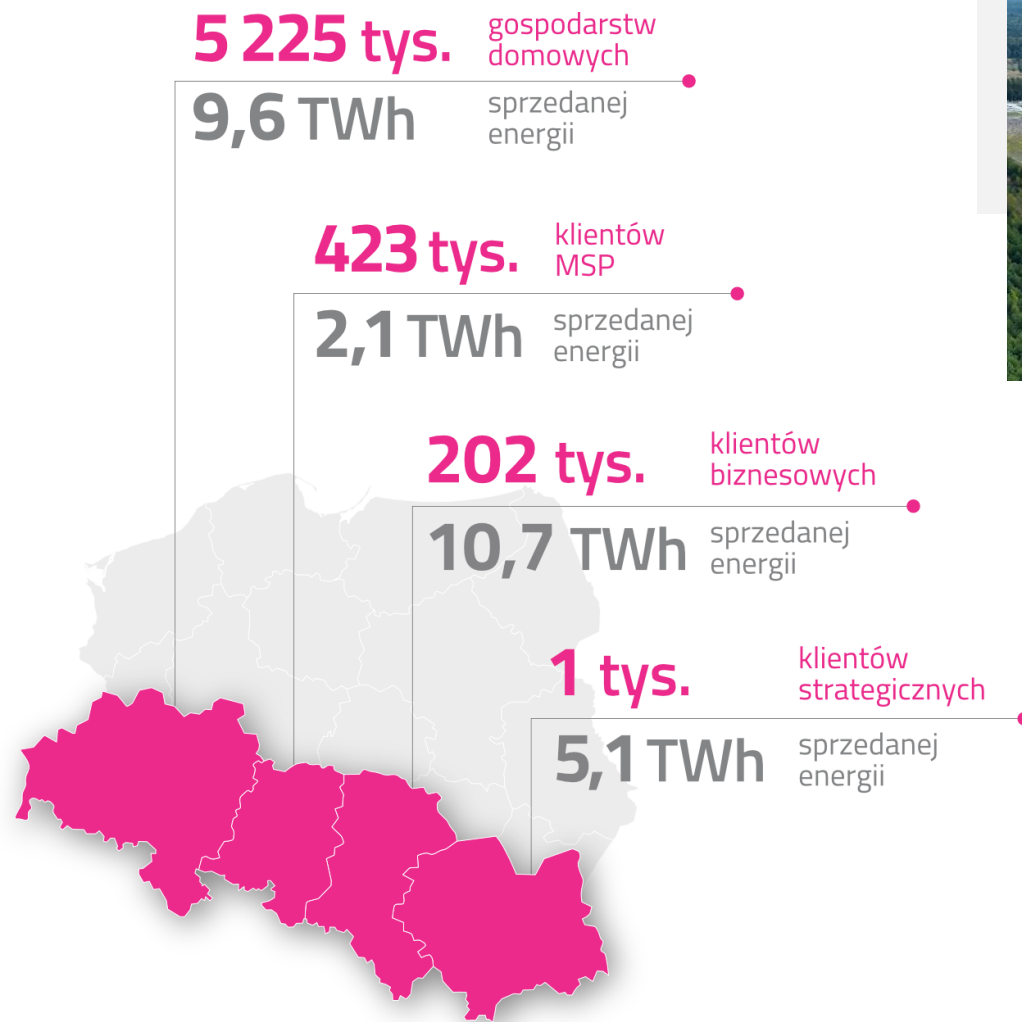 5 225 tys.
gospodarstw
domowych
9,6 TWh
sprzedanej
energii
423 tys.
klientów
MSP
2,1 TWh
sprzedanej
energii
202 tys.
klientów
biznesowych
10,7 TWh
sprzedanej
energii
1 tys.
klientów
strategicznych
5,1 TWh
sprzedanej
energii